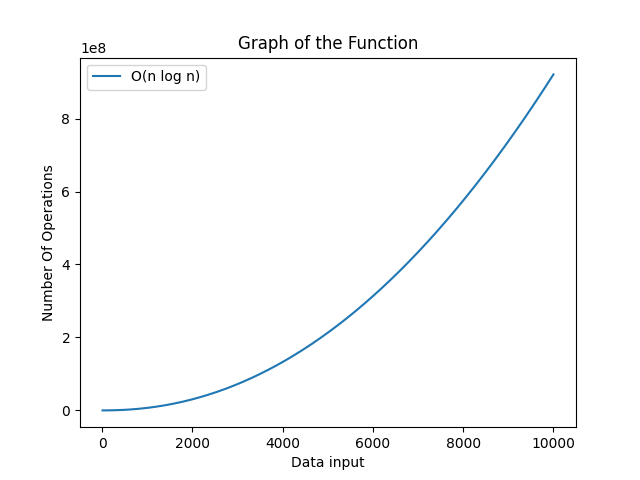 Graph of the Function
1e8
O(n log n)
8
6
4
2
0
Number Of Operations
0 2000 4000 6000 8000 10000
Data input